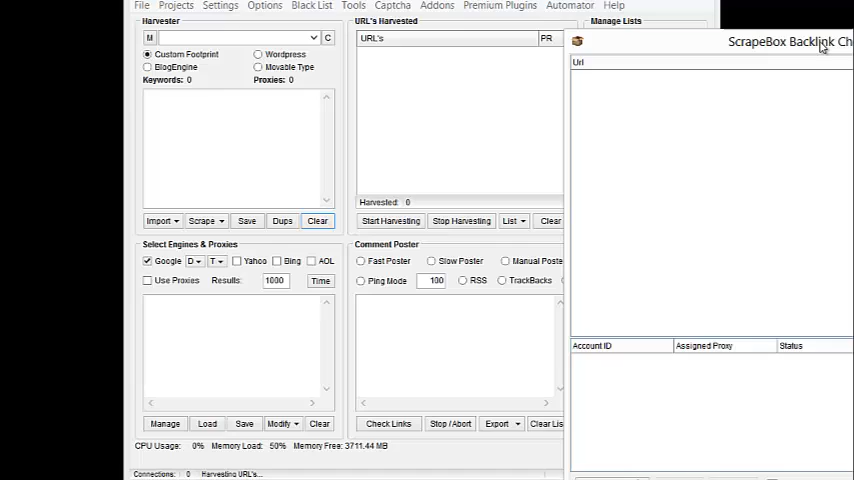 File Projects Settings Options Black List Tools Captcha Addons Premium Plugins Automator Help
Harvester
M C
Custom Footprint Wordpress
BlogEngine Movable Type
Keywords: 0 Proxies: 0
Import Scrape Save Dups Clear
URL's Harvested
URL's PR
Harvested: 0
Start Harvesting Stop Harvesting List Clear
Manage Lists
ScrapeBox Backlink Ch
Url
Account ID Assigned Proxy Status
Select Engines & Proxies
Google D T Yahoo Bing AOL
Use Proxies Results: 1000 Time
Manage Load Save Modify Clear
Comment Poster
Fast Poster Slow Poster Manual Poste
Ping Mode 100 RSS TrackBacks
Check Links Stop / Abort Export Clear Lis
CPU Usage: 0% Memory Load: 50% Memory Free: 3711.44 MB
Connections: 0 Harvesting URL's...